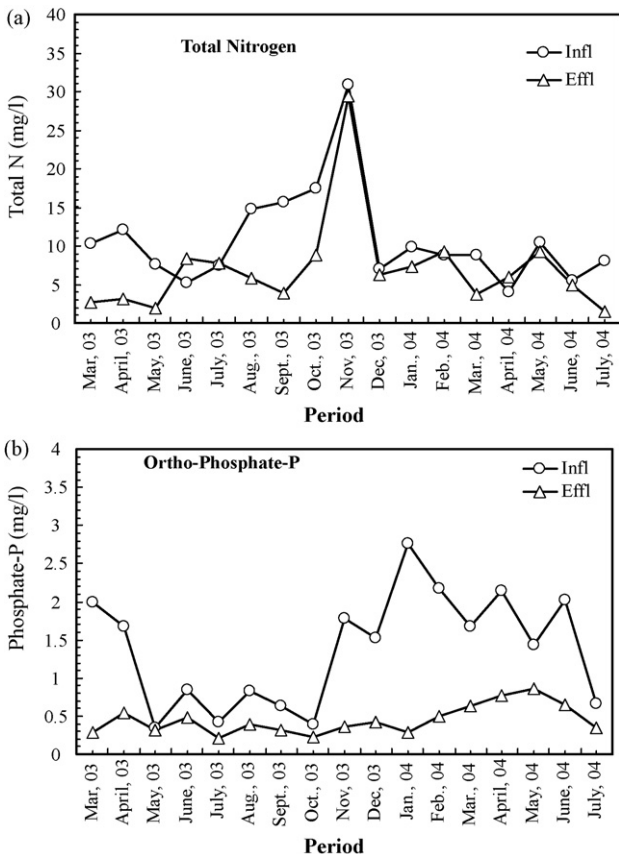 (a)
Total Nitrogen
Infl
Effl
Total N (mg/l)
40
35
30
25
20
15
10
5
0
Mar, 03
April, 03
May, 03
June, 03
July, 03
Aug., 03
Sept., 03
Oct., 03
Nov, 03
Dec, 03
Jan., 04
Feb., 04
Mar., 04
April, 04
May, 04
June, 04
July, 04
Period
(b)
Ortho-Phosphate-P
Infl
Effl
Phosphate-P (mg/l)
4
3.5
3
2.5
2
1.5
1
0.5
0
Mar, 03
April, 03
May, 03
June, 03
July, 03
Aug., 03
Sept., 03
Oct., 03
Nov, 03
Dec, 03
Jan., 04
Feb., 04
Mar., 04
April, 04
May, 04
June, 04
July, 04
Period